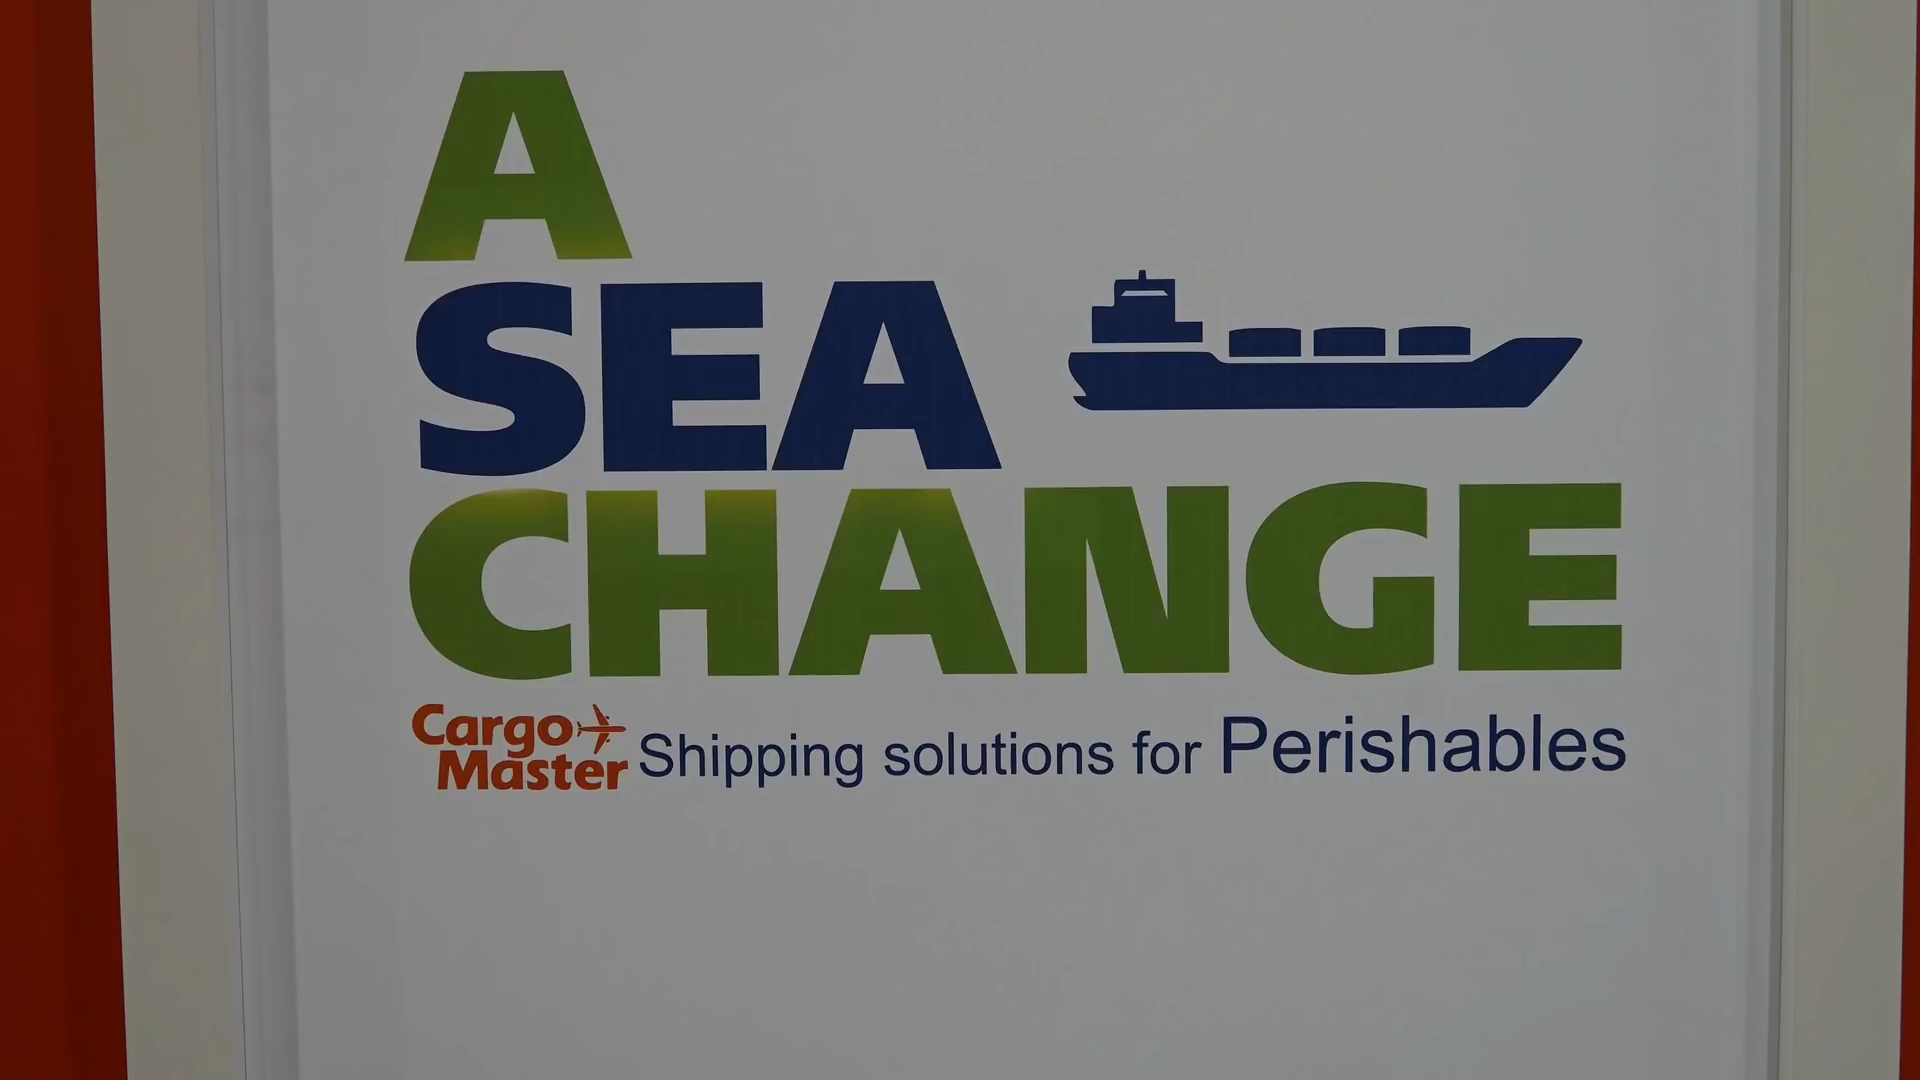 A
SEA
CHANGE
Cargo
Master
Shipping solutions for Perishables